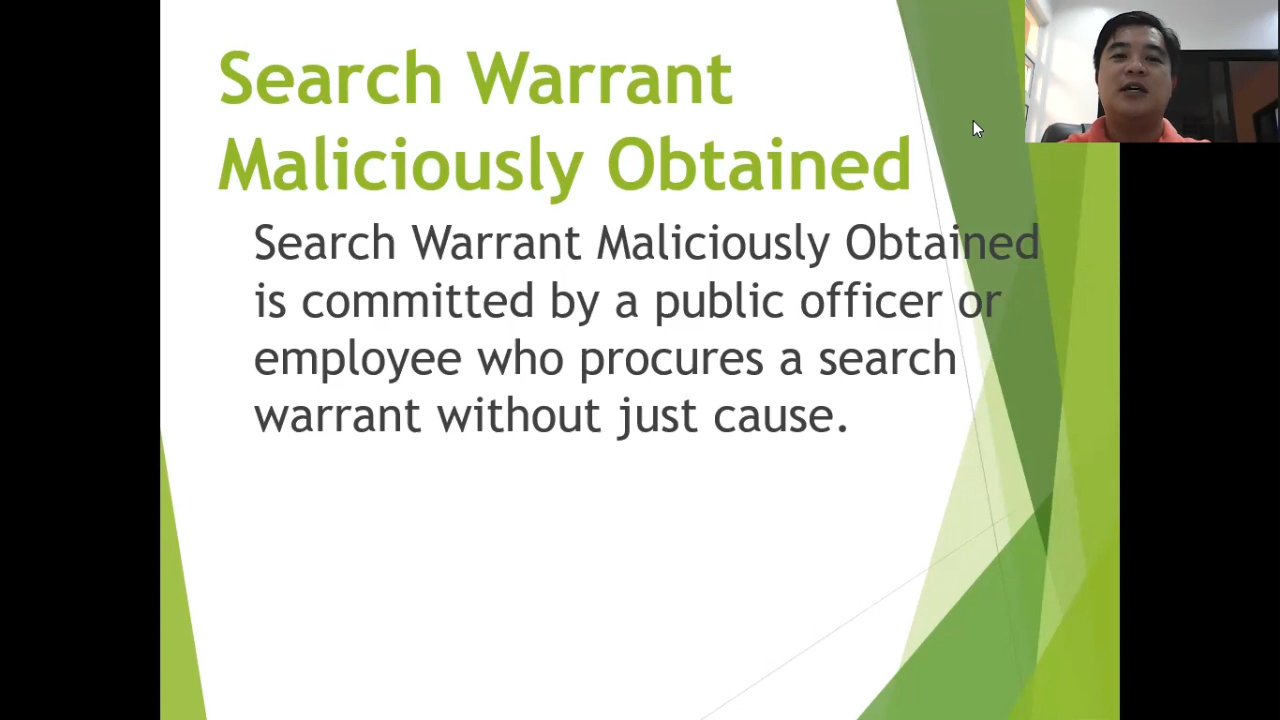 Search Warrant
Maliciously Obtained
Search Warrant Maliciously Obtained
is committed by a public officer or
employee who procures a search
warrant without just cause.